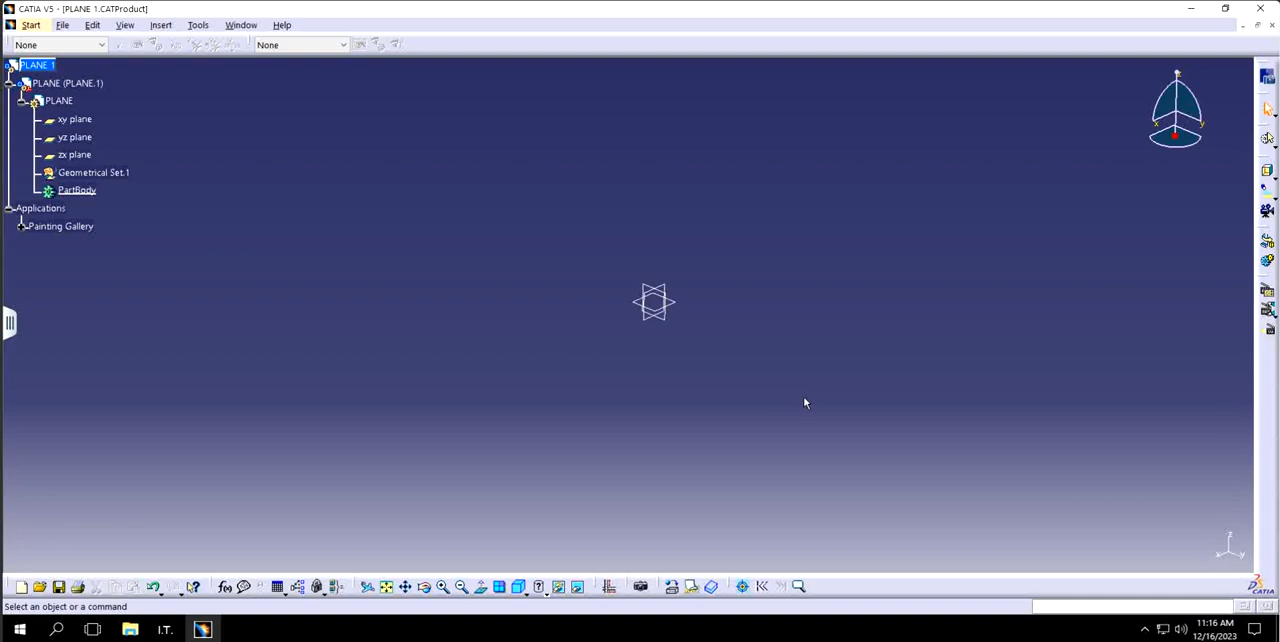 CATIA V5 - [PLANE 1.CATProduct]
Start File Edit View Insert Tools Window Help
None None
PLANE 1
PLANE (PLANE.1)
PLANE
xy plane
yz plane
zx plane
Geometrical Set.1
PartBody
Applications
Painting Gallery
z
x y
z
x y
f(x)
CATIA
Select an object or a command
I.T.
11:16 AM
12/16/2023